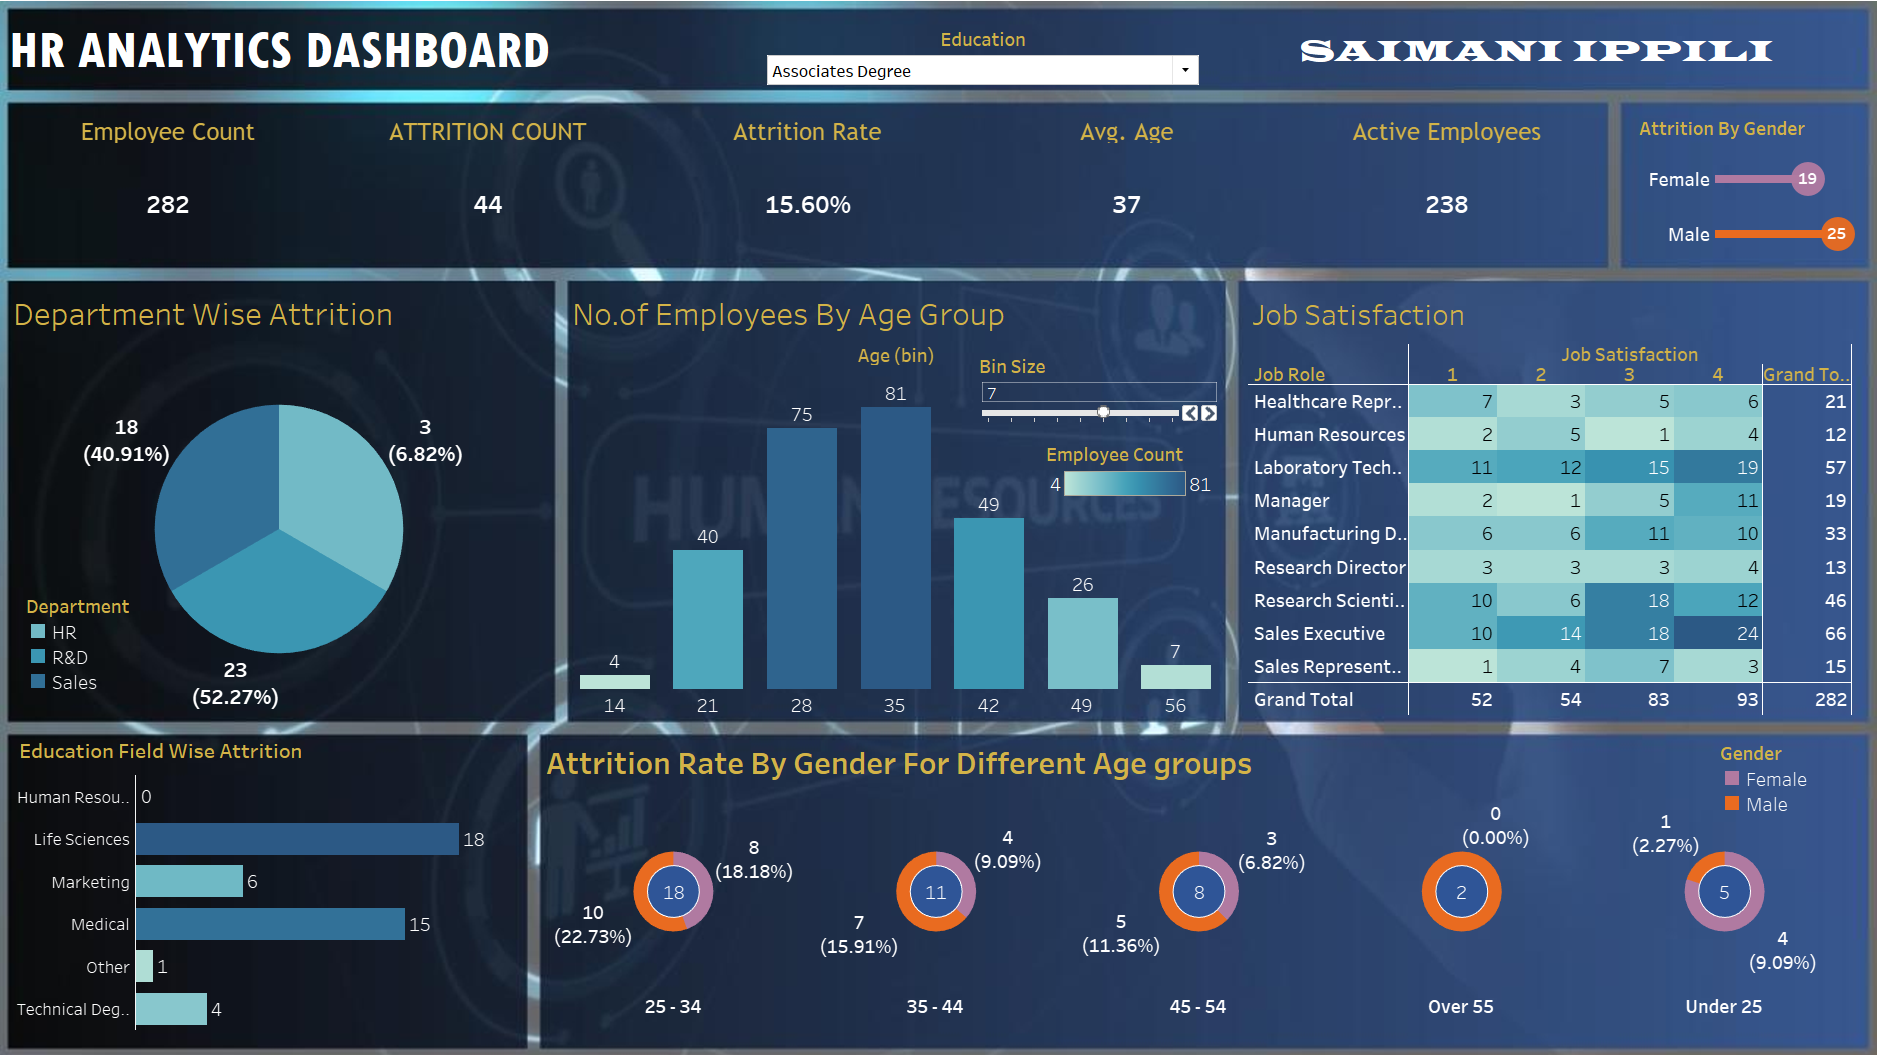 HR ANALYTICS DASHBOARD
Education
Associates Degree
SAIMANI IPPILI
Employee Count
282
ATTRITION COUNT
44
Attrition Rate
15.60%
Avg. Age
37
Active Employees
238
Attrition By Gender
Female 19
Male 25
Department Wise Attrition
18
(40.91%)
3
(6.82%)
23
(52.27%)
Department
HR
R&D
Sales
No.of Employees By Age Group
Age (bin)
Bin Size
7
Employee Count
4 81
4 40 75 81 49 26 7
14 21 28 35 42 49 56
HUMAN RESOURCES
Job Satisfaction
Job Satisfaction
Job Role 1 2 3 4 Grand To..
Healthcare Repr.. 7 3 5 6 21
Human Resources 2 5 1 4 12
Laboratory Tech.. 11 12 15 19 57
Manager 2 1 5 11 19
Manufacturing D.. 6 6 11 10 33
Research Director 3 3 3 4 13
Research Scienti.. 10 6 18 12 46
Sales Executive 10 14 18 24 66
Sales Represent.. 1 4 7 3 15
Grand Total 52 54 83 93 282
Education Field Wise Attrition
Human Resou.. 0
Life Sciences 18
Marketing 6
Medical 15
Other 1
Technical Deg.. 4
Attrition Rate By Gender For Different Age groups
Gender
Female
Male
8
(18.18%)
18
10
(22.73%)
25 - 34
4
(9.09%)
11
7
(15.91%)
35 - 44
3
(6.82%)
8
5
(11.36%)
45 - 54
0
(0.00%)
2
Over 55
1
(2.27%)
5
4
(9.09%)
Under 25